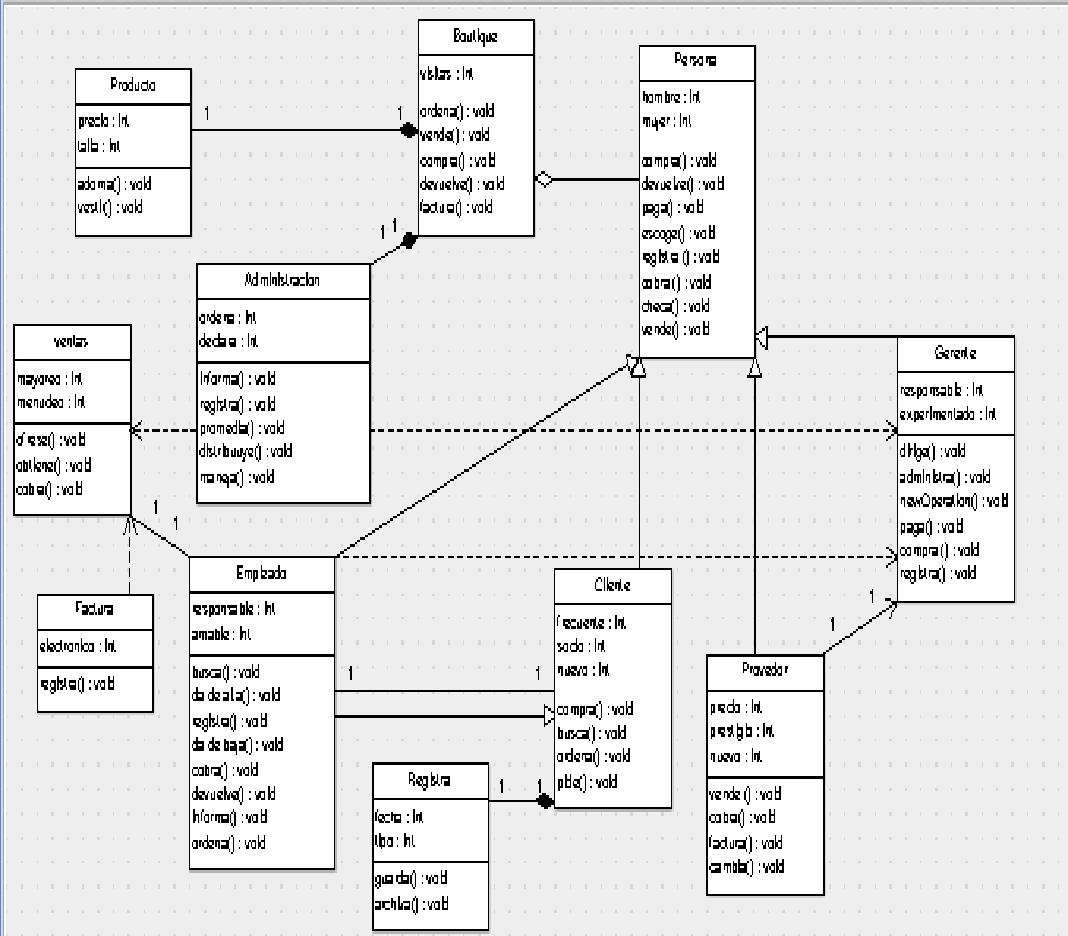 Boutique
visitas : Int
ordena() : void
vende() : void
compra() : void
devuelve() : void
factura() : void
Persona
hombre : Int
mujer : Int
compra() : void
devuelve() : void
paga() : void
escoge() : void
registra() : void
cobra() : void
checa() : void
vende() : void
Producto
precio : Int
talla : Int
adorna() : void
vestir() : void
1
1
1
1
Administracion
ordena : Int
declara : Int
Informa() : void
registra() : void
promedia() : void
distribuuye() : void
maneja() : void
ventas
mayoreo : Int
menudeo : Int
ofrese() : void
obtiene() : void
cobra() : void
Gerente
responsable : Int
experimentado : Int
dirige() : void
administra() : void
newOperation() : void
paga() : void
compra() : void
registra() : void
1
1
Factura
electronica : Int
registra() : void
Empleado
responsable : Int
amable : Int
busca() : void
da de alta() : void
registra() : void
da de baja() : void
cobra() : void
devuelve() : void
Informa() : void
ordena() : void
1
1
Cliente
frecuente : Int
socio : Int
nuevo : Int
compra() : void
busca() : void
ordena() : void
pide() : void
1
1
Provedor
precio : Int
prestigio : Int
nuevo : Int
vende () : void
cobra() : void
factura() : void
cambia() : void
Registra
fecha : Int
tipo : Int
guarda() : void
archiva() : void
1
1